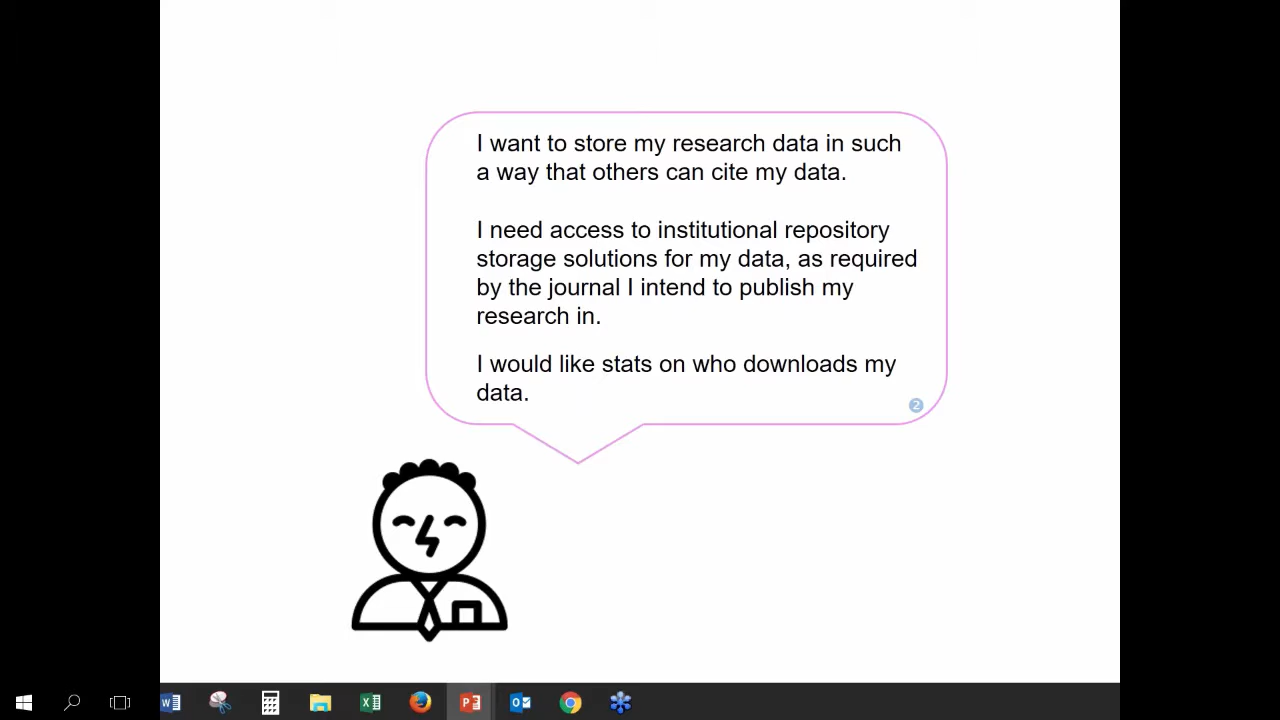 I want to store my research data in such
a way that others can cite my data.
I need access to institutional repository
storage solutions for my data, as required
by the journal I intend to publish my
research in.
I would like stats on who downloads my
data.
2